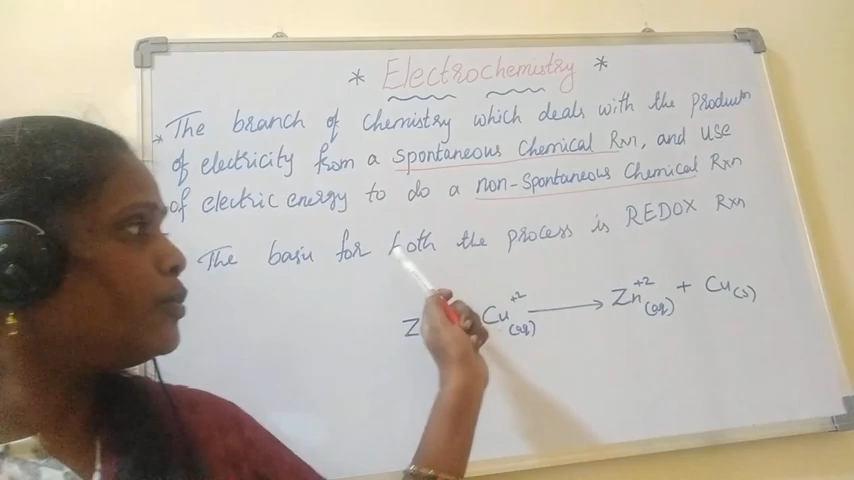 * Electrochemistry *
* The branch of chemistry which deals with the production
of electricity from a spontaneous Chemical Rxn, and use
of electric energy to do a non-Spontaneous Chemical Rxn
The basis for both the process is REDOX Rxn
Z Cu+2(aq) → Zn+2(aq) + Cu(s)